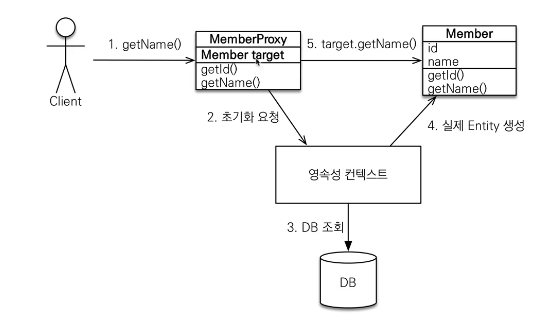 1. getName()
MemberProxy
Member target
getId()
getName()
5. target.getName()
Member
id
name
getId()
getName()
Client
2. 초기화 요청
4. 실제 Entity 생성
영속성 컨텍스트
3. DB 조회
DB